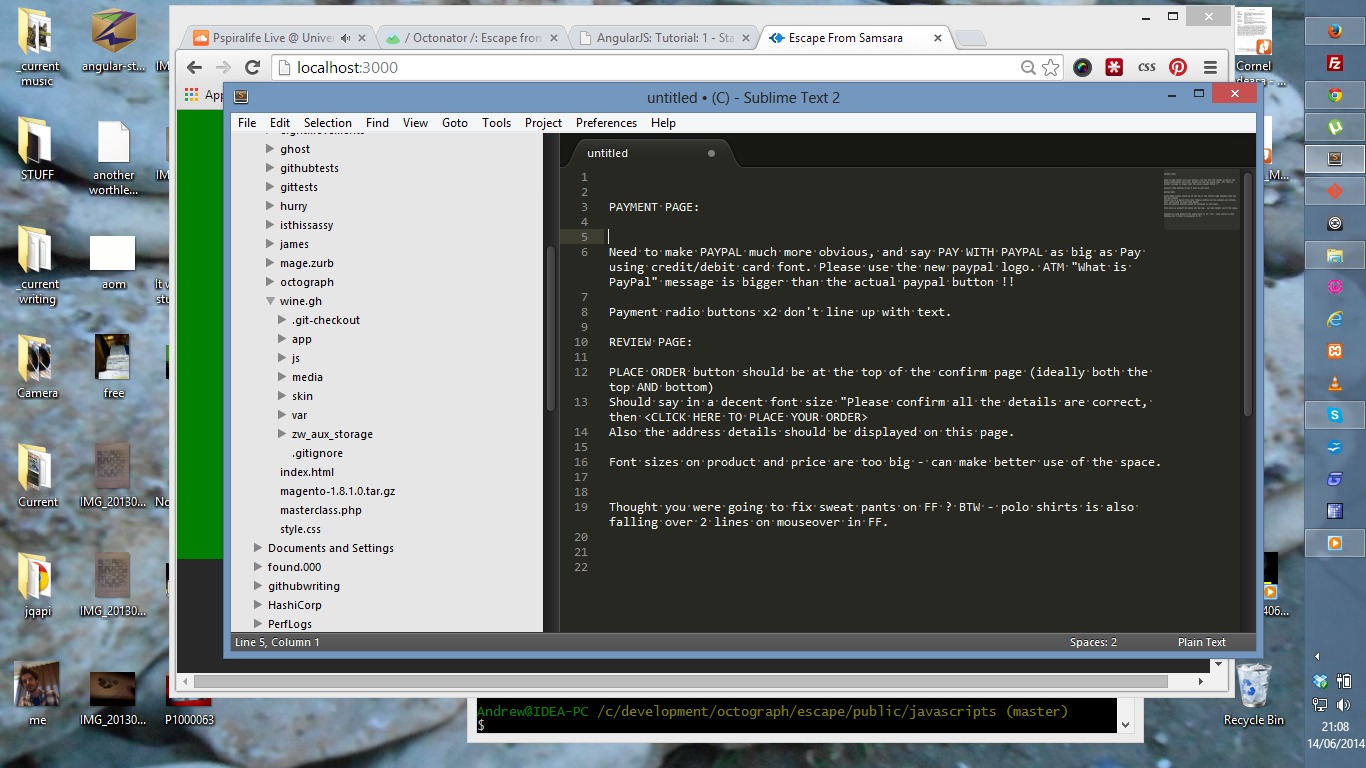 _current
music
angular-st...
STUFF
another
worthle...
_current
writing
aom
Camera
free
Current
IMG_20130...
jqapi
IMG_20130...
me
IMG_20130...
P1000063
Pspiralife Live @ Unive
/ Octonator /: Escape fro
AngularJS: Tutorial: 1 - Sta
Escape From Samsara
localhost:3000
css
App
untitled • (C) - Sublime Text 2
File Edit Selection Find View Goto Tools Project Preferences Help
ghost
githubtests
gittests
hurry
isthissassy
james
mage.zurb
octograph
wine.gh
.git-checkout
app
js
media
skin
var
zw_aux_storage
.gitignore
index.html
magento-1.8.1.0.tar.gz
masterclass.php
style.css
Documents and Settings
found.000
githubwriting
HashiCorp
PerfLogs
untitled
1
2
3 PAYMENT PAGE:
4
5
6 Need to make PAYPAL much more obvious, and say PAY WITH PAYPAL as big as Pay
using credit/debit card font. Please use the new paypal logo. ATM "What is
PayPal" message is bigger than the actual paypal button !!
7
8 Payment radio buttons x2 don't line up with text.
9
10 REVIEW PAGE:
11
12 PLACE ORDER button should be at the top of the confirm page (ideally both the
top AND bottom)
13 Should say in a decent font size "Please confirm all the details are correct,
then <CLICK HERE TO PLACE YOUR ORDER>
14 Also the address details should be displayed on this page.
15
16 Font sizes on product and price are too big - can make better use of the space.
17
18
19 Thought you were going to fix sweat pants on FF ? BTW - polo shirts is also
falling over 2 lines on mouseover in FF.
20
21
22
Line 5, Column 1
Spaces: 2
Plain Text
Andrew@IDEA-PC /c/development/octograph/escape/public/javascripts (master)
$
Cornel
Recycle Bin
21:08
14/06/2014